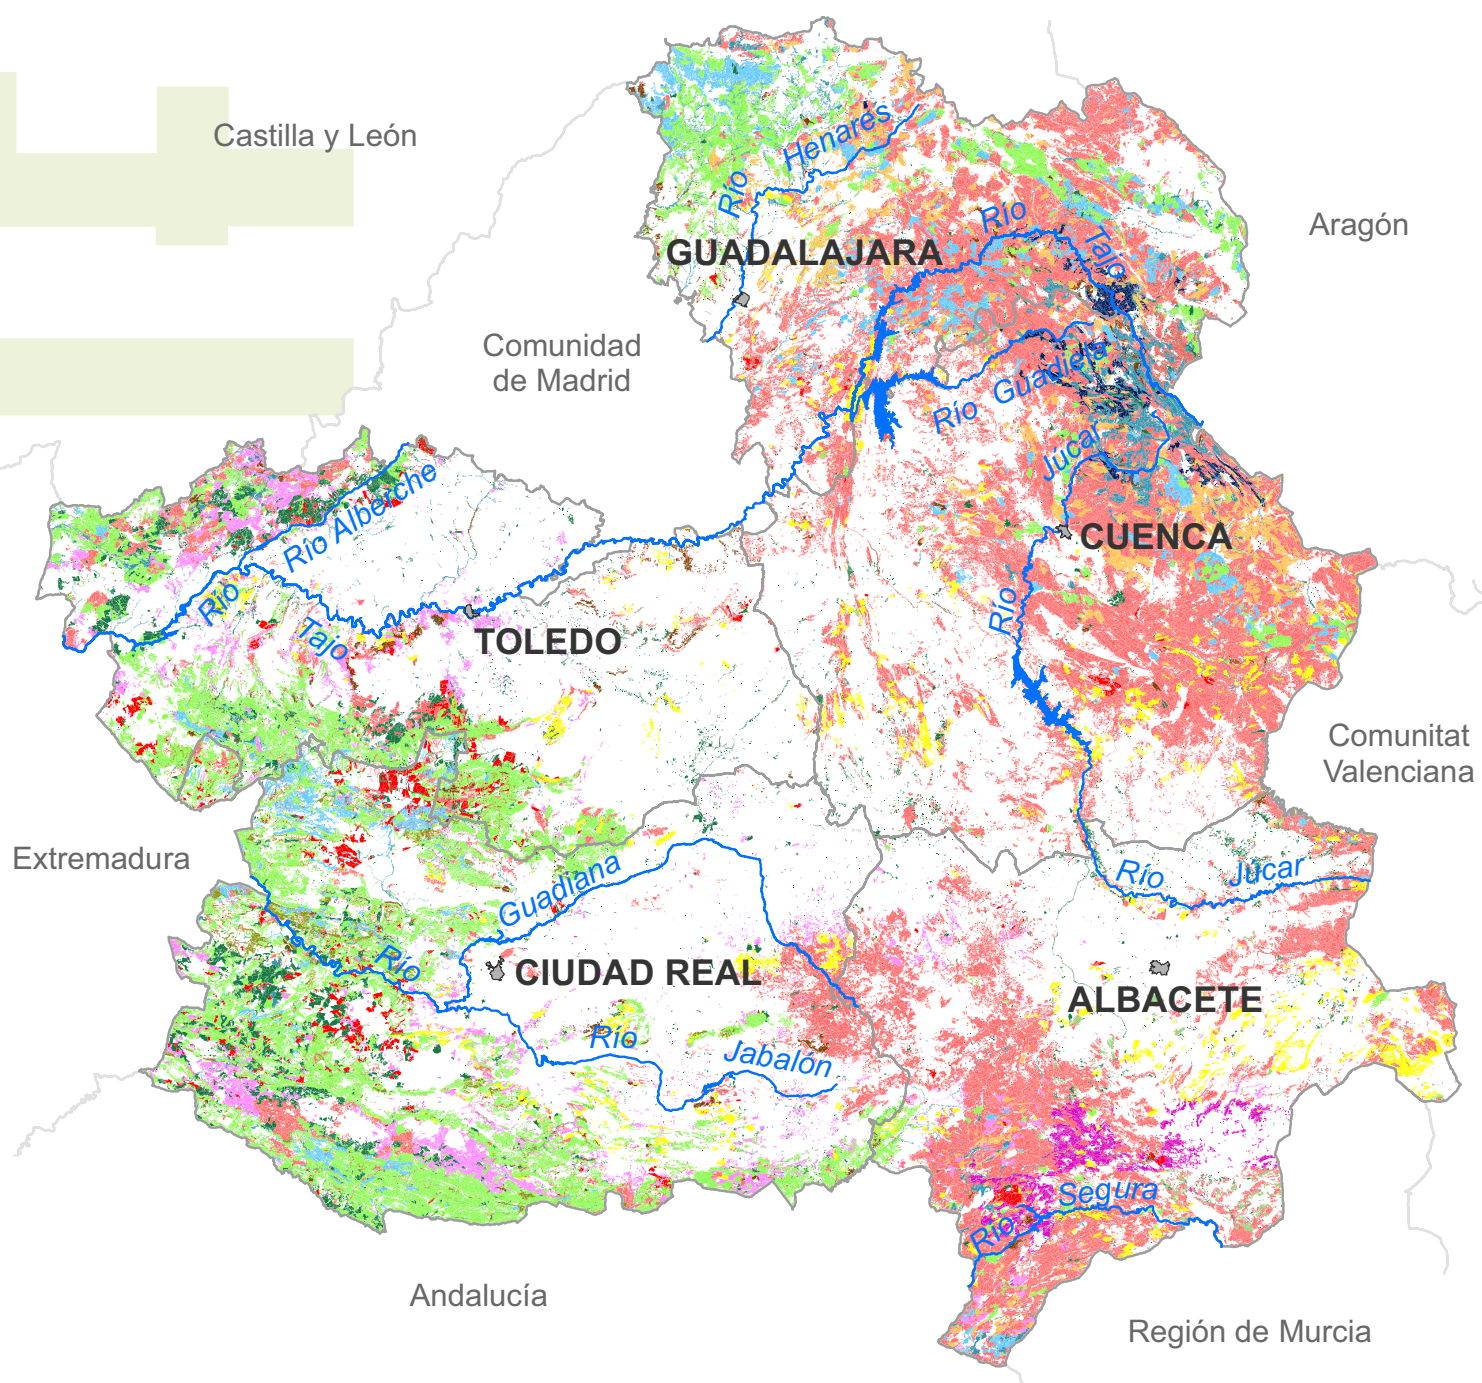 Castilla y León
Río
Henares
Río
Tajo
Aragón
GUADALAJARA
Comunidad
de Madrid
Río Guadiela
Júcar
Río Alberche
CUENCA
Río
Río
Tajo
TOLEDO
Comunitat
Valenciana
Extremadura
Guadiana
Río
Júcar
Río
CIUDAD REAL
ALBACETE
Río
Jabalón
Río
Segura
Andalucía
Región de Murcia